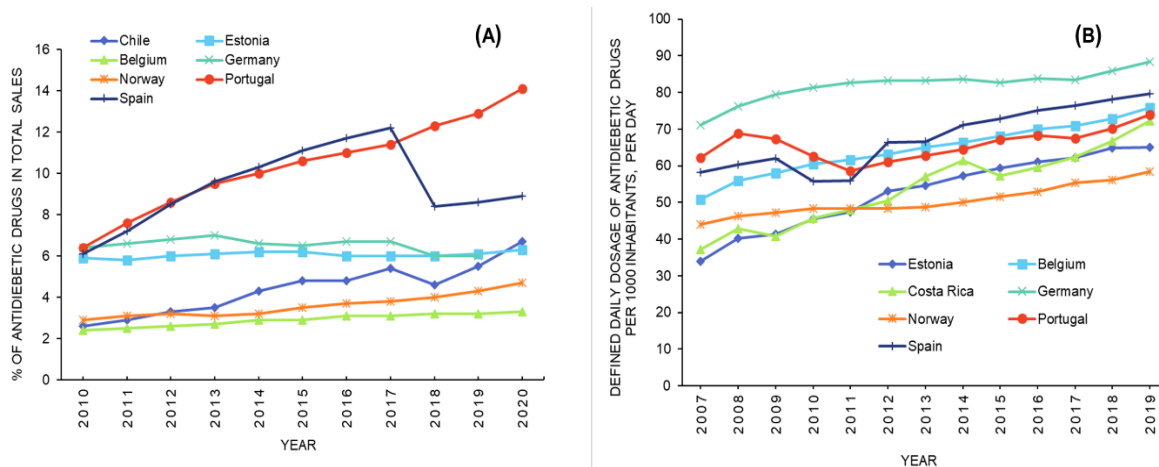 (A)
Chile Estonia
Belgium Germany
Norway Portugal
Spain
% OF ANTIDIEBETIC DRUGS IN TOTAL SALES
16
14
12
10
8
6
4
2
0
2010 2011 2012 2013 2014 2015 2016 2017 2018 2019 2020
YEAR
(B)
DEFINED DAILY DOSAGE OF ANTIDIEBETIC DRUGS
PER 1000 INHABITANTS, PER DAY
100
90
80
70
60
50
40
30
20
10
0
Estonia Belgium
Costa Rica Germany
Norway Portugal
Spain
2007 2008 2009 2010 2011 2012 2013 2014 2015 2016 2017 2018 2019
YEAR